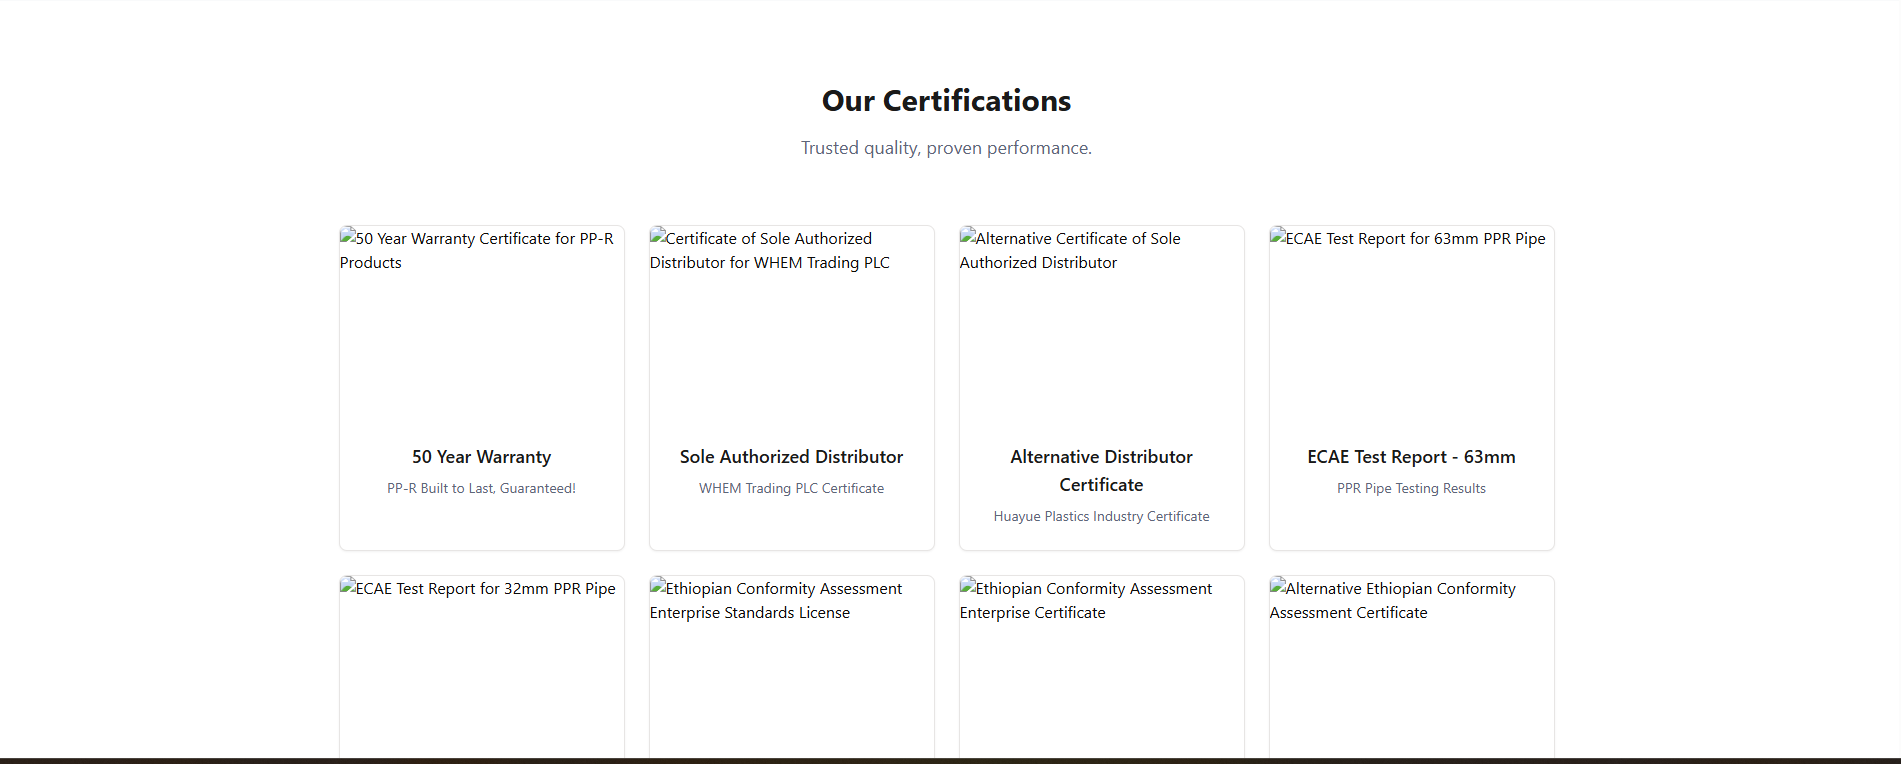 Our Certifications
Trusted quality, proven performance.
50 Year Warranty Certificate for PP-R
Products
Certificate of Sole Authorized
Distributor for WHEM Trading PLC
Alternative Certificate of Sole
Authorized Distributor
ECAE Test Report for 63mm PPR Pipe
50 Year Warranty
PP-R Built to Last, Guaranteed!
Sole Authorized Distributor
WHEM Trading PLC Certificate
Alternative Distributor
Certificate
Huayue Plastics Industry Certificate
ECAE Test Report - 63mm
PPR Pipe Testing Results
ECAE Test Report for 32mm PPR Pipe
Ethiopian Conformity Assessment
Enterprise Standards License
Ethiopian Conformity Assessment
Enterprise Certificate
Alternative Ethiopian Conformity
Assessment Certificate